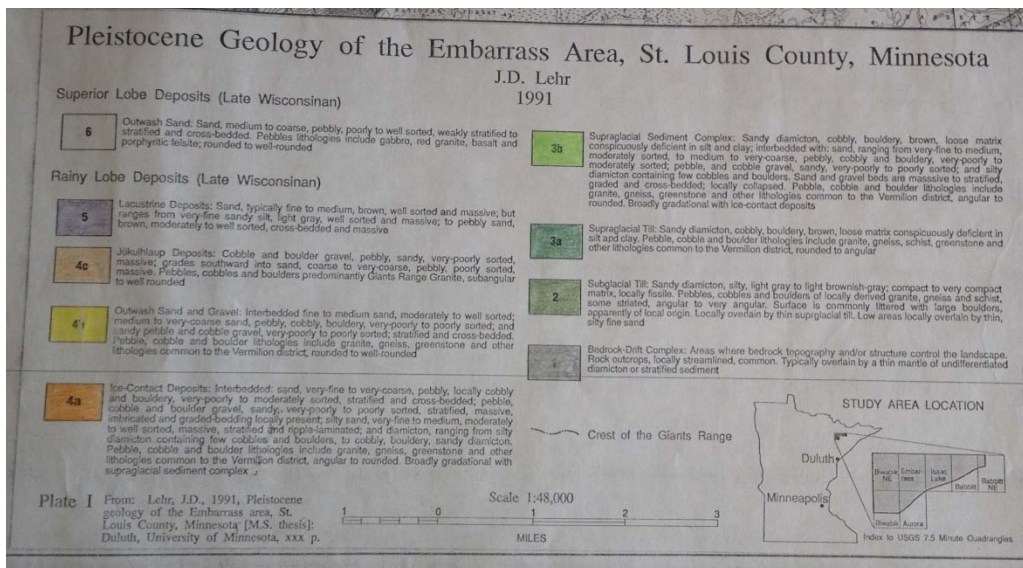 Pleistocene Geology of the Embarrass Area, St. Louis County, Minnesota
J.D. Lehr
1991
Superior Lobe Deposits (Late Wisconsinan)
6
Outwash Sand: Sand, medium to coarse, pebbly, poorly to well sorted, weakly stratified to
stratified and cross-bedded. Pebbles lithologies include gabbro, red granite, basalt and
porphyritic felsite; rounded to well-rounded
Rainy Lobe Deposits (Late Wisconsinan)
5
Lacustrine Deposits: Sand, typically fine to medium, brown, well sorted and massive; but
ranges from very-fine sandy silt, light gray, well sorted and massive; to pebbly sand,
brown, moderately to well sorted, cross-bedded and massive
4c
Jökulhlaup Deposits: Cobble and boulder gravel, pebbly, sandy, very-poorly sorted,
massive; grades southward into sand, coarse to very-coarse, pebbly, poorly sorted,
massive. Pebbles, cobbles and boulders predominantly Giants Range Granite, subangular
to well rounded
Outwash Sand and Gravel: Interbedded fine to medium sand, moderately to well sorted;
medium to very-coarse sand, pebbly, cobbly, bouldery, very-poorly to poorly sorted; and
sandy pebble and cobble gravel, very-poorly to poorly sorted; stratified and cross-bedded.
Pebble, cobble and boulder lithologies include granite, gneiss, greenstone and other
lithologies common to the Vermilion district, rounded to well-rounded
4a
Ice-Contact Deposits: Interbedded: sand, very-fine to very-coarse, pebbly, locally cobbly
and bouldery, very-poorly to moderately sorted, stratified and cross-bedded; pebble,
cobble and boulder gravel, sandy, very-poorly to poorly sorted, stratified, massive,
imbricated and graded-bedding locally present; silty sand, very-fine to medium, moderately
to well sorted, massive, stratified and ripple-laminated; and diamicton, ranging from silty
diamicton containing few cobbles and boulders, to cobbly, bouldery, sandy diamicton.
Pebble, cobble and boulder lithologies include granite, gneiss, greenstone and other
lithologies common to the Vermilion district, angular to rounded. Broadly gradational with
supraglacial sediment complex
3b
Supraglacial Sediment Complex: Sandy diamicton, cobbly, bouldery, brown, loose matrix
conspicuously deficient in silt and clay; interbedded with: sand, ranging from very-fine to medium,
moderately sorted, to medium to very-coarse, pebbly, cobbly and bouldery, very-poorly to
moderately sorted; pebble, and cobble gravel, sandy, very-poorly to poorly sorted; and silty
diamicton containing few cobbles and boulders. Sand and gravel beds are masssive to stratified,
graded and cross-bedded; locally collapsed. Pebble, cobble and boulder lithologies include
granite, gneiss, greenstone and other lithologies common to the Vermilion district, angular to
rounded. Broadly gradational with ice-contact deposits
3a
Supraglacial Till: Sandy diamicton, cobbly, bouldery, brown, loose matrix conspicuously deficient in
silt and clay. Pebble, cobble and boulder lithologies include granite, gneiss, schist, greenstone and
other lithologies common to the Vermilion district, rounded to angular
2
Subglacial Till: Sandy diamicton, silty, light gray to light brownish-gray; compact to very compact
matrix, locally fissile. Pebbles, cobbles and boulders of locally derived granite, gneiss and schist,
some striated, angular to very angular. Surface is commonly littered with large boulders,
apparently of local origin. Locally overlain by thin suprglacial till. Low areas locally overlain by thin,
silty fine sand
Bedrock-Drift Complex: Areas where bedrock topography and/or structure control the landscape.
Rock outcrops, locally streamlined, common. Typically overlain by a thin mantle of undifferentiated
diamicton or stratified sediment
Crest of the Giants Range
STUDY AREA LOCATION
Duluth
Minneapolis
Biwabik NE
Embar-rass
Isaac Lake
Babbitt
Babbitt NE
Biwabik
Aurora
Index to USGS 7.5 Minute Quadrangles
Plate I
From: Lehr, J.D., 1991, Pleistocene
geology of the Embarrass area, St.
Louis County, Minnesota [M.S. thesis]:
Duluth, University of Minnesota, xxx p.
Scale 1:48,000
1 0 1 2 3
MILES